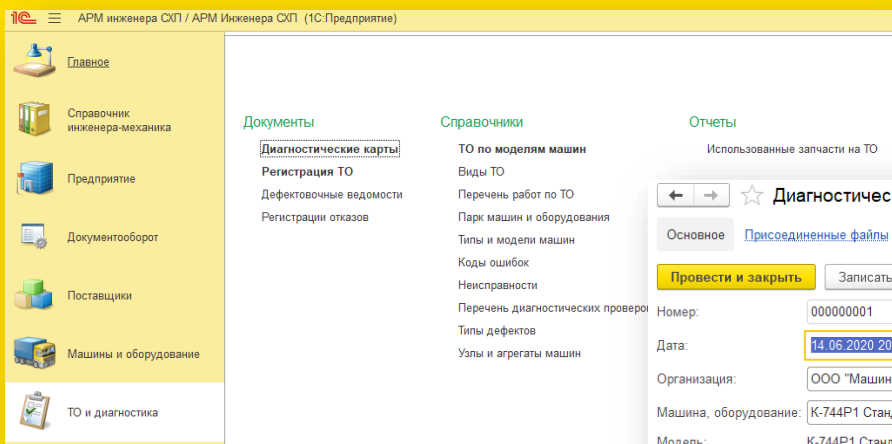 1С АРМ инженера СХП / АРМ Инженера СХП (1С:Предприятие)
Главное
Справочник
инженера-механика
Предприятие
Документооборот
Поставщики
Машины и оборудование
ТО и диагностика
Документы
Диагностические карты
Регистрация ТО
Дефектовочные ведомости
Регистрации отказов
Справочники
ТО по моделям машин
Виды ТО
Перечень работ по ТО
Парк машин и оборудования
Типы и модели машин
Коды ошибок
Неисправности
Перечень диагностических
Типы дефектов
Узлы и агрегаты машин
Отчеты
Использованные запчасти на ТО
Основное Присоединенные файлы
Провести и закрыть Записать
Номер: 000000001
Дата: 14.06.2020 20
Организация: ООО "Машин
Машина, оборудование: К-744Р1
Модель: К-744Р1